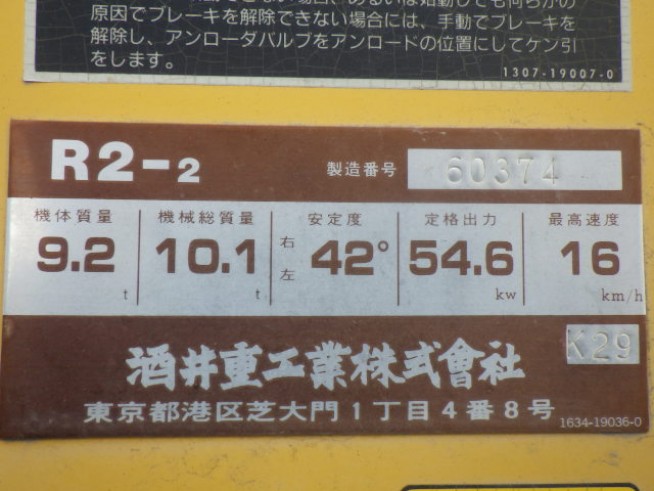 原因でブレーキを解除できない場合には、手動でブレーキを
解除し、アンローダバルブをアンロードの位置にしてケン引
をします。
1307-19007-0
R2-2
製造番号 60374
機体質量 機械総質量 安定度 定格出力 最高速度
9.2 t 10.1 t 右 左 42° 54.6 kw 16 km/h
K29
酒井重工業株式會社
東京都港区芝大門1丁目4番8号
1634-19036-0